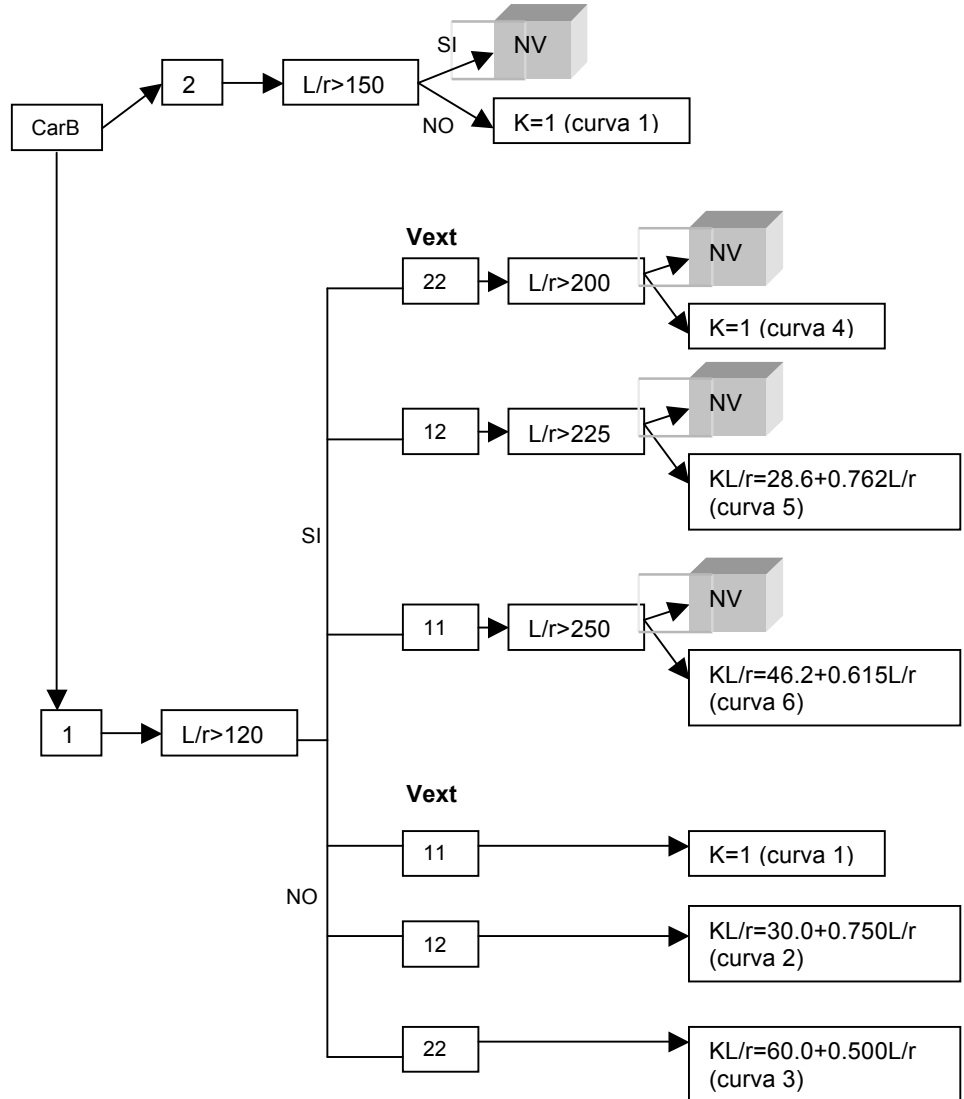 SI
NV
2
L/r>150
CarB
NO
K=1 (curva 1)
Vext
22
L/r>200
NV
K=1 (curva 4)
12
L/r>225
NV
KL/r=28.6+0.762L/r
(curva 5)
SI
11
L/r>250
NV
KL/r=46.2+0.615L/r
(curva 6)
1
L/r>120
Vext
11
K=1 (curva 1)
NO
12
KL/r=30.0+0.750L/r
(curva 2)
22
KL/r=60.0+0.500L/r
(curva 3)